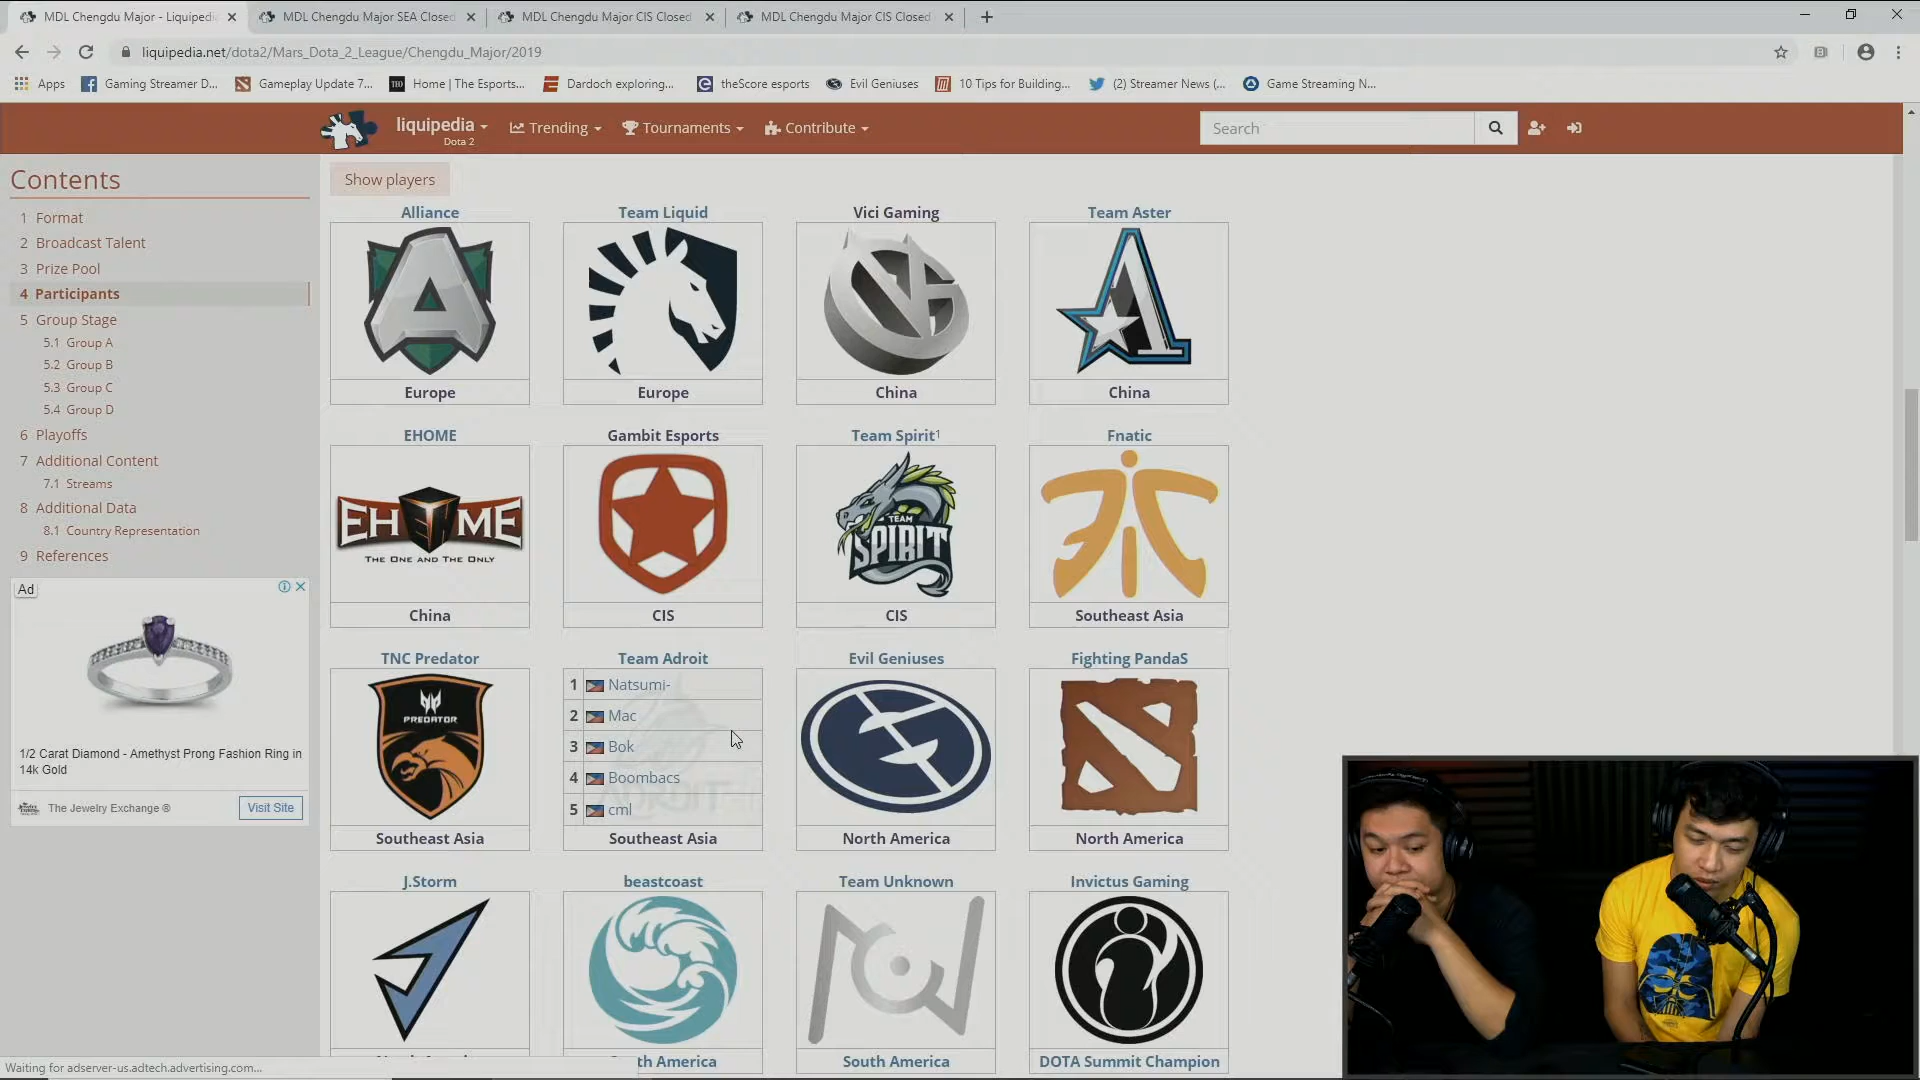 MDL Chengdu Major - Liquipedi
MDL Chengdu Major SEA Closed
MDL Chengdu Major CIS Closed
MDL Chengdu Major CIS Closed
liquipedia.net/dota2/Mars_Dota_2_League/Chengdu_Major/2019
Apps
Gaming Streamer D...
Gameplay Update 7...
Home | The Esports...
Dardoch exploring...
theScore esports
Evil Geniuses
10 Tips for Building...
(2) Streamer News (...
Game Streaming N...
liquipedia
Dota 2
Trending
Tournaments
Contribute
Search
Contents
1 Format
2 Broadcast Talent
3 Prize Pool
4 Participants
5 Group Stage
5.1 Group A
5.2 Group B
5.3 Group C
5.4 Group D
6 Playoffs
7 Additional Content
7.1 Streams
8 Additional Data
8.1 Country Representation
9 References
Ad
1/2 Carat Diamond - Amethyst Prong Fashion Ring in
14k Gold
The Jewelry Exchange ®
Visit Site
Show players
Alliance
Team Liquid
Vici Gaming
Team Aster
Europe
Europe
China
China
EHOME
Gambit Esports
Team Spirit1
Fnatic
EHOME
THE ONE AND THE ONLY
TEAM
SPIRIT
China
CIS
CIS
Southeast Asia
TNC Predator
Team Adroit
Evil Geniuses
Fighting PandaS
PREDATOR
1 Natsumi-
2 Mac
3 Bok
4 Boombacs
5 cml
ADROIT
Southeast Asia
Southeast Asia
North America
North America
J.Storm
beastcoast
Team Unknown
Invictus Gaming
th America
South America
DOTA Summit Champion
Waiting for adserver-us.adtech.advertising.com...